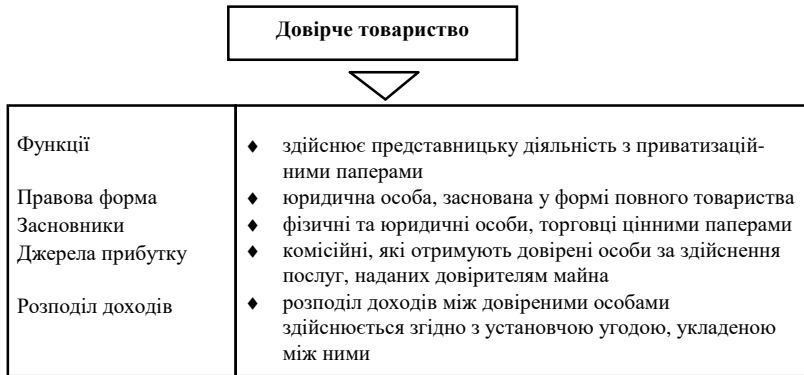 Довірче товариство
Функції ♦ здійснює представницьку діяльність з приватизацій-
ними паперами
Правова форма ♦ юридична особа, заснована у формі повного товариства
Засновники ♦ фізичні та юридичні особи, торговці цінними паперами
Джерела прибутку ♦ комісійні, які отримують довірені особи за здійснення
послуг, наданих довірителям майна
Розподіл доходів ♦ розподіл доходів між довіреними особами
здійснюється згідно з установчою угодою, укладеною
між ними